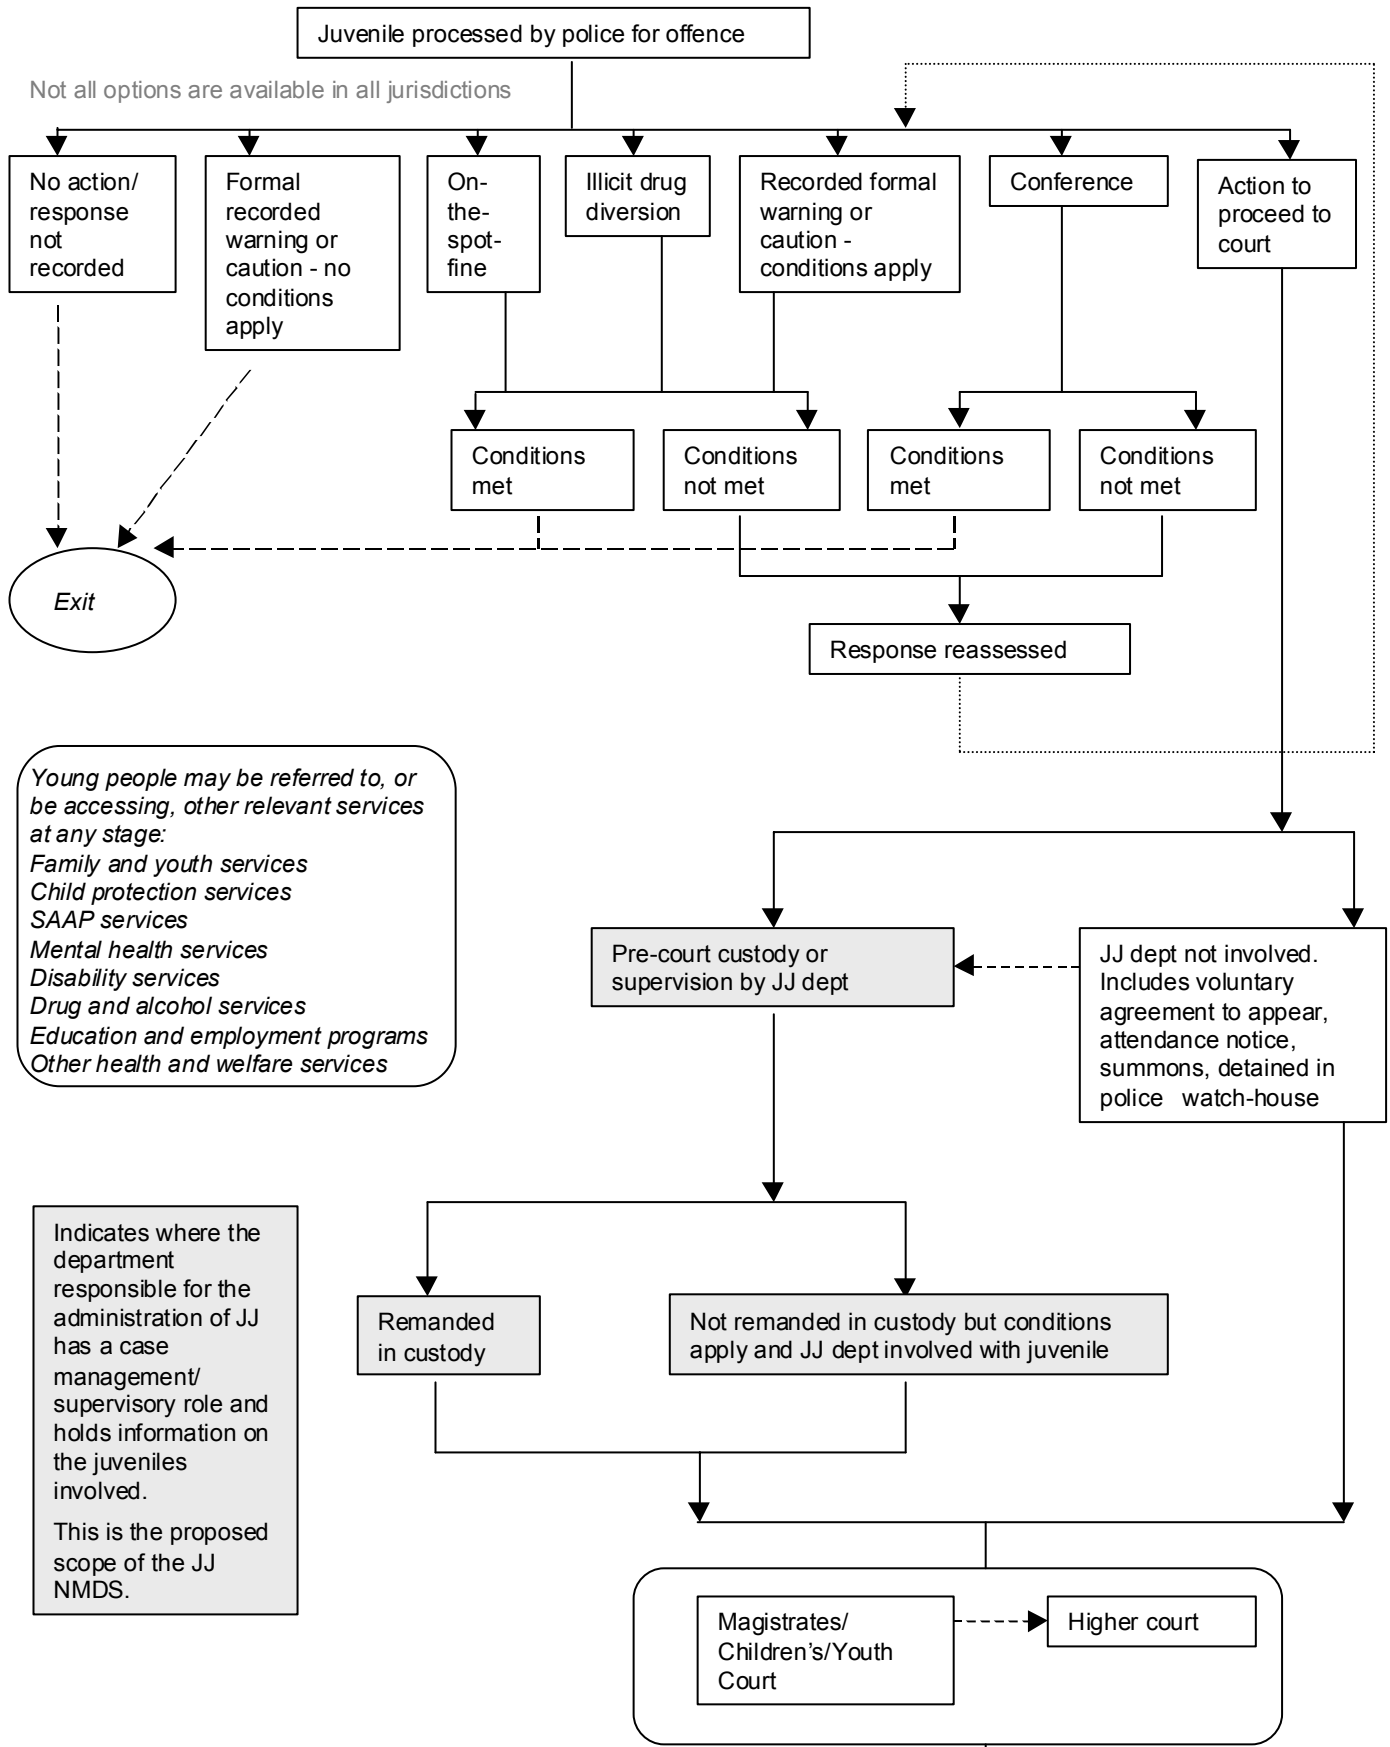 Juvenile processed by police for offence
Not all options are available in all jurisdictions
No action/
response
not
recorded
Formal
recorded
warning or
caution - no
conditions
apply
On-
the-
spot-
fine
Illicit drug
diversion
Recorded formal
warning or
caution -
conditions apply
Conference
Action to
proceed to
court
Conditions
met
Conditions
not met
Conditions
met
Conditions
not met
Exit
Response reassessed
Young people may be referred to, or
be accessing, other relevant services
at any stage:
Family and youth services
Child protection services
SAAP services
Mental health services
Disability services
Drug and alcohol services
Education and employment programs
Other health and welfare services
Pre-court custody or
supervision by JJ dept
JJ dept not involved.
Includes voluntary
agreement to appear,
attendance notice,
summons, detained in
police watch-house
Indicates where the
department
responsible for the
administration of JJ
has a case
management/
supervisory role and
holds information on
the juveniles
involved.
This is the proposed
scope of the JJ
NMDS.
Remanded
in custody
Not remanded in custody but conditions
apply and JJ dept involved with juvenile
Magistrates/
Children's/Youth
Court
Higher court